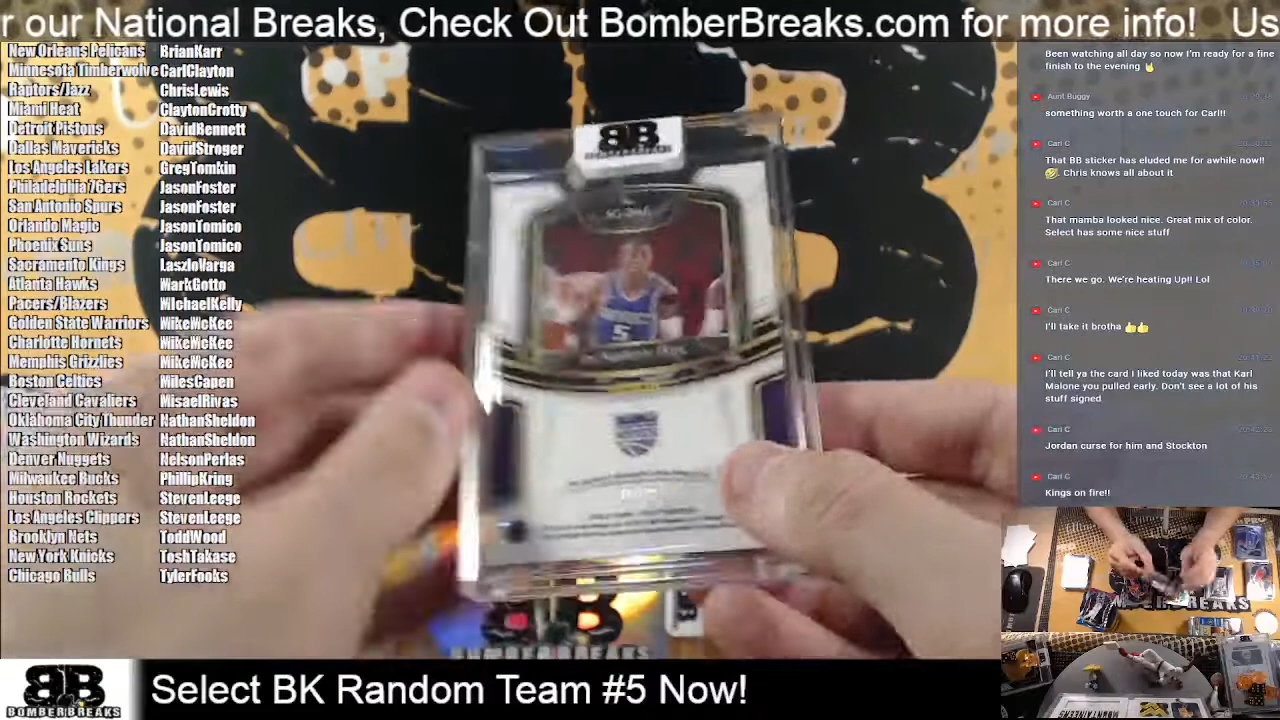 r our National Breaks, Check Out BomberBreaks.com for more info!   Us
New Orleans Pelicans BrianKarr
Minnesota Timberwolve CarlClayton
Raptors/Jazz ChrisLewis
Miami Heat ClaytonCrotty
Detroit Pistons DavidBennett
Dallas Mavericks DavidStroger
Los Angeles Lakers GregTomkin
Philadelphia 76ers JasonFoster
San Antonio Spurs JasonFoster
Orlando Magic JasonTomico
Phoenix Suns JasonTomico
Sacramento Kings LaszloVarga
Atlanta Hawks MarkGotto
Pacers/Blazers MichaelKelly
Golden State Warriors MikeMcKee
Charlotte Hornets MikeMcKee
Memphis Grizzlies MikeMcKee
Boston Celtics MilesCapen
Cleveland Cavaliers MisaelRivas
Oklahoma City Thunder NathanSheldon
Washington Wizards NathanSheldon
Denver Nuggets NelsonPerlas
Milwaukee Bucks PhillipKring
Houston Rockets StevenLeege
Los Angeles Clippers StevenLeege
Brooklyn Nets ToddWood
New York Knicks ToshTakase
Chicago Bulls TylerFooks
BB
5
Been watching all day so now I'm ready for a fine
finish to the evening 🤘
Aunt Buggy
something worth a one touch for Carl!!
Carl C
That BB sticker has eluded me for awhile now!!
🤣. Chris knows all about it
Carl C
That mamba looked nice. Great mix of color.
Select has some nice stuff
Carl C
There we go. We're heating Up!! Lol
Carl C
I'll take it brotha 👍👍
Carl C
I'll tell ya the card i liked today was that Karl
Malone you pulled early. Don't see a lot of his
stuff signed
Carl C
Jordan curse for him and Stockton
Carl C
Kings on fire!!
BOMBERBREAKS
BB
BOMBERBREAKS
Select BK Random Team #5 Now!